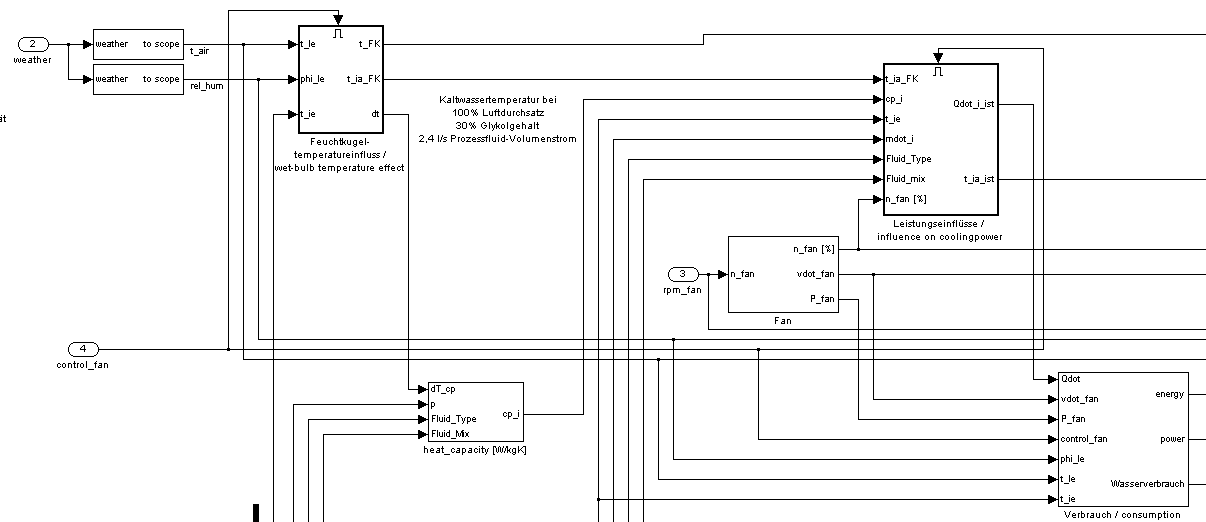 2
weather
weather to scope
t_air
weather to scope
rel_hum
ät
t_le
phi_le
t_ie
t_FK
t_ia_FK
dt
Feuchtkugel-
temperatureinfluss /
wet-bulb temperature effect
Kaltwassertemperatur bei
100% Luftdurchsatz
30% Glykolgehalt
2,4 l/s Prozessfluid-Volumenstrom
t_ia_FK
cp_i
t_ie
mdot_i
Fluid_Type
Fluid_mix
n_fan [%]
Qdot_i_ist
t_ia_ist
Leistungseinflüsse /
influence on coolingpower
3
rpm_fan
n_fan
n_fan [%]
vdot_fan
P_fan
Fan
4
control_fan
dT_cp
p
Fluid_Type
Fluid_Mix
cp_i
heat_capacity [W/kgK]
Qdot
vdot_fan
P_fan
control_fan
phi_le
t_le
t_ie
energy
power
Wasserverbrauch
Verbrauch / consumption